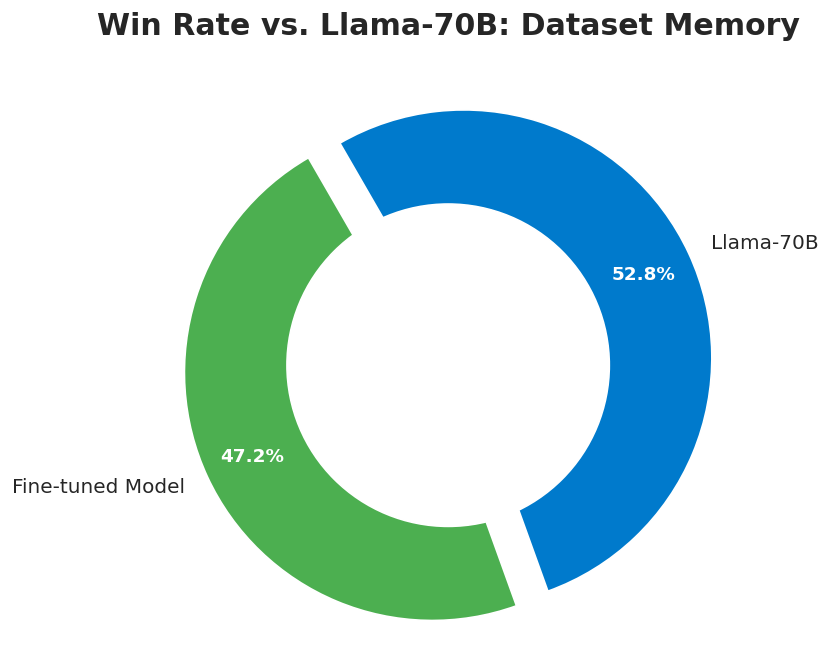 Win Rate vs. Llama-70B: Dataset Memory
Llama-70B
52.8%
47.2%
Fine-tuned Model